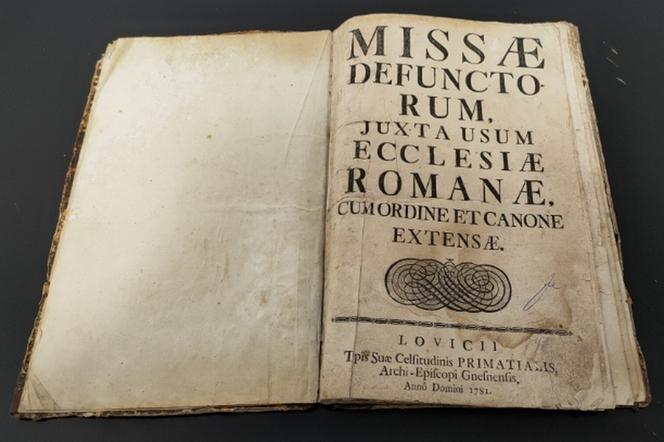 MISSÆ
DEFUNCTO-
RUM,
JUXTA USUM
ECCLESIÆ
ROMANÆ,
CUM ORDINE ET CANONE
EXTENSÆ.
LOVICII
Tpis Suæ Celſitudinis PRIMATIALIS,
Archi-Epiſcopi Gneſnenſis,
Annô Domini 1781.